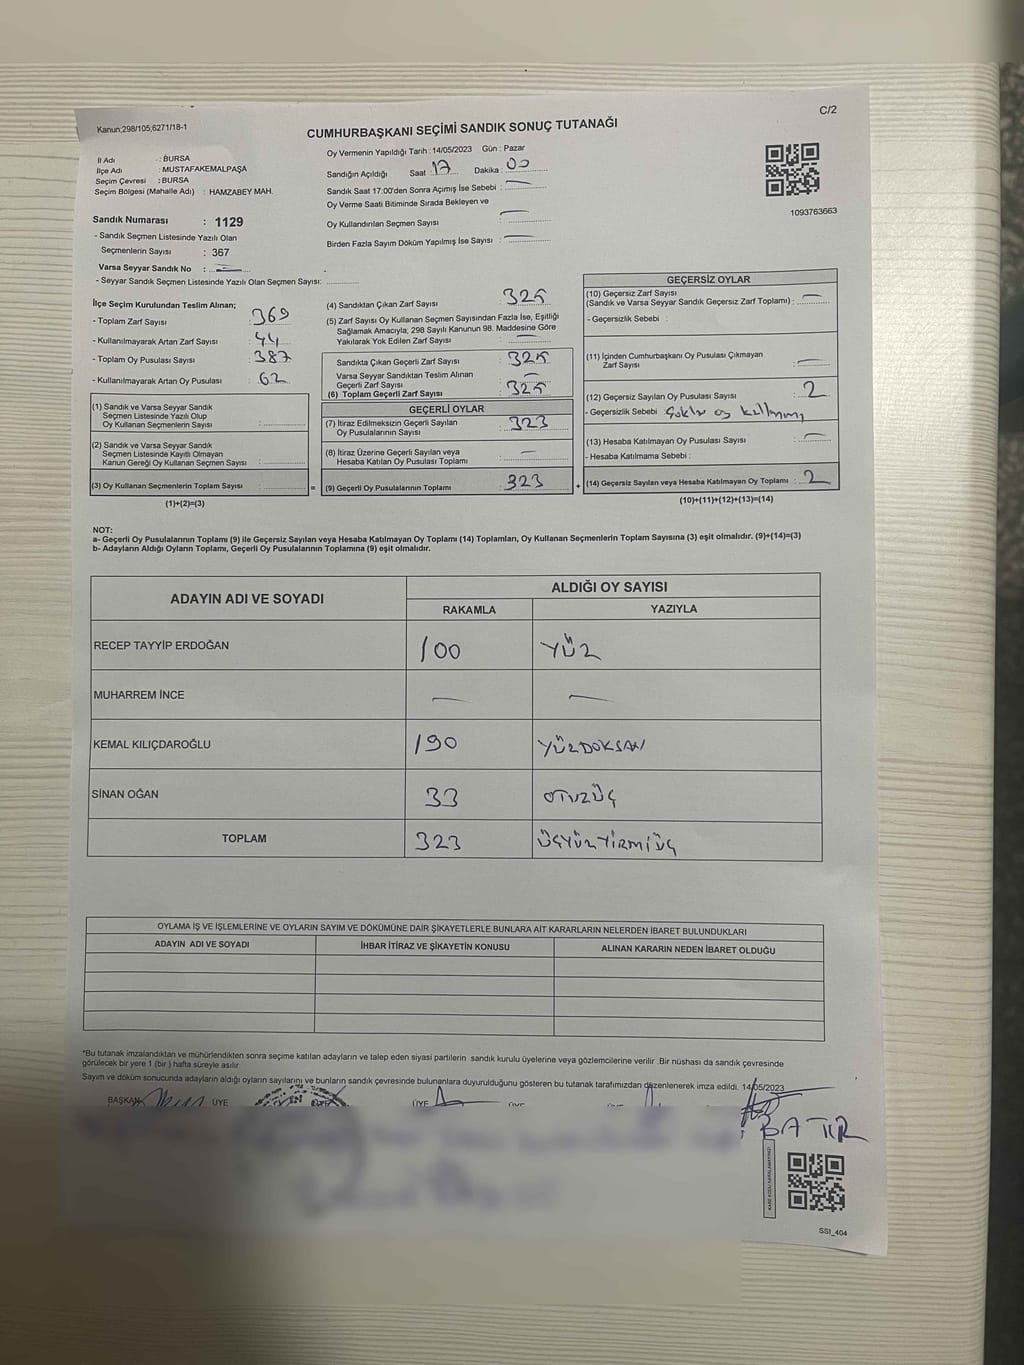 C/2
Kanun;298/105;6271/18-1
CUMHURBAŞKANI SEÇİMİ SANDIK SONUÇ TUTANAĞI
İl Adı : BURSA
İlçe Adı : MUSTAFAKEMALPAŞA
Seçim Çevresi : BURSA
Seçim Bölgesi (Mahalle Adı) : HAMZABEY MAH.
Sandık Numarası : 1129
- Sandık Seçmen Listesinde Yazılı Olan
Seçmenlerin Sayısı : 367
Varsa Seyyar Sandık No :
- Seyyar Sandık Seçmen Listesinde Yazılı Olan Seçmen Sayısı:
Oy Vermenin Yapıldığı Tarih : 14/05/2023 Gün : Pazar
Sandığın Açıldığı Saat : 17 Dakika : 00
Sandık Saat 17.00'den Sonra Açımış İse Sebebi :
Oy Verme Saati Bitiminde Sırada Bekleyen ve
Oy Kullandırılan Seçmen Sayısı :
Birden Fazla Sayım Döküm Yapılmış İse Sayısı :
1093763663
İlçe Seçim Kurulundan Teslim Alınan;
- Toplam Zarf Sayısı : 369
- Kullanılmayarak Artan Zarf Sayısı : 44
- Toplam Oy Pusulası Sayısı : 387
- Kullanılmayarak Artan Oy Pusulası : 62
(1) Sandık ve Varsa Seyyar Sandık
Seçmen Listesinde Yazılı Olup
Oy Kullanan Seçmenlerin Sayısı :
(2) Sandık ve Varsa Seyyar Sandık
Seçmen Listesinde Kayıtlı Olmayan
Kanun Gereği Oy Kullanan Seçmen Sayısı :
(3) Oy Kullanan Seçmenlerin Toplam Sayısı :
(1)+(2)=(3)
(4) Sandıktan Çıkan Zarf Sayısı : 325
(5) Zarf Sayısı Oy Kullanan Seçmen Sayısından Fazla İse, Eşitliği
Sağlamak Amacıyla, 298 Sayılı Kanunun 98. Maddesine Göre
Yakılarak Yok Edilen Zarf Sayısı :
Sandıkta Çıkan Geçerli Zarf Sayısı : 325
Varsa Seyyar Sandıktan Teslim Alınan
Geçerli Zarf Sayısı :
(6) Toplam Geçerli Zarf Sayısı : 325
GEÇERLİ OYLAR
(7) İtiraz Edilmeksizin Geçerli Sayılan
Oy Pusulalarının Sayısı : 323
(8) İtiraz Üzerine Geçerli Sayılan veya
Hesaba Katılan Oy Pusulası Toplamı :
= (9) Geçerli Oy Pusulalarının Toplamı : 323
GEÇERSİZ OYLAR
(10) Geçersiz Zarf Sayısı
(Sandık ve Varsa Seyyar Sandık Geçersiz Zarf Toplamı) :
- Geçersizlik Sebebi :
(11) İçinden Cumhurbaşkanı Oy Pusulası Çıkmayan
Zarf Sayısı :
(12) Geçersiz Sayılan Oy Pusulası Sayısı : 2
- Geçersizlik Sebebi : Çoklu oy kullanımı
(13) Hesaba Katılmayan Oy Pusulası Sayısı :
- Hesaba Katılmama Sebebi :
+ (14) Geçersiz Sayılan veya Hesaba Katılmayan Oy Toplamı : 2
(10)+(11)+(12)+(13)=(14)
NOT:
a- Geçerli Oy Pusulalarının Toplamı (9) ile Geçersiz Sayılan veya Hesaba Katılmayan Oy Toplamı (14) Toplamları, Oy Kullanan Seçmenlerin Toplam Sayısına (3) eşit olmalıdır. (9)+(14)=(3)
b- Adayların Aldığı Oyların Toplamı, Geçerli Oy Pusulalarının Toplamına (9) eşit olmalıdır.
ADAYIN ADI VE SOYADI ALDIĞI OY SAYISI
RAKAMLA YAZIYLA
RECEP TAYYİP ERDOĞAN 100 YÜZ
MUHARREM İNCE — —
KEMAL KILIÇDAROĞLU 190 YÜZDOKSAN
SİNAN OĞAN 33 OTUZÜÇ
TOPLAM 323 ÜÇYÜZYİRMİÜÇ
OYLAMA İŞ VE İŞLEMLERİNE VE OYLARIN SAYIM VE DÖKÜMÜNE DAİR ŞİKAYETLERLE BUNLARA AİT KARARLARIN NELERDEN İBARET BULUNDUKLARI
ADAYIN ADI VE SOYADI İHBAR İTİRAZ VE ŞİKAYETİN KONUSU ALINAN KARARIN NEDEN İBARET OLDUĞU
*Bu tutanak imzalandıktan ve mühürlendikten sonra seçime katılan adayların ve talep eden siyasi partilerin sandık kurulu üyelerine veya gözlemcilerine verilir. Bir nüshası da sandık çevresinde
görülecek bir yere 1 (bir ) hafta süreyle asılır
Sayım ve döküm sonucunda adayların aldığı oyların sayılarını ve bunların sandık çevresinde bulunanlara duyurulduğunu gösteren bu tutanak tarafımızdan düzenlenerek imza edildi. 14/05/2023
BAŞKAN ÜYE ÜYE ÜYE ÜYE
BATIR
SSI_404